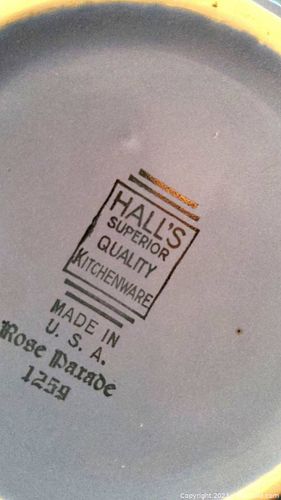 HALL'S
SUPERIOR
QUALITY
KITCHENWARE
MADE IN
U. S. A.
Rose Parade
1259